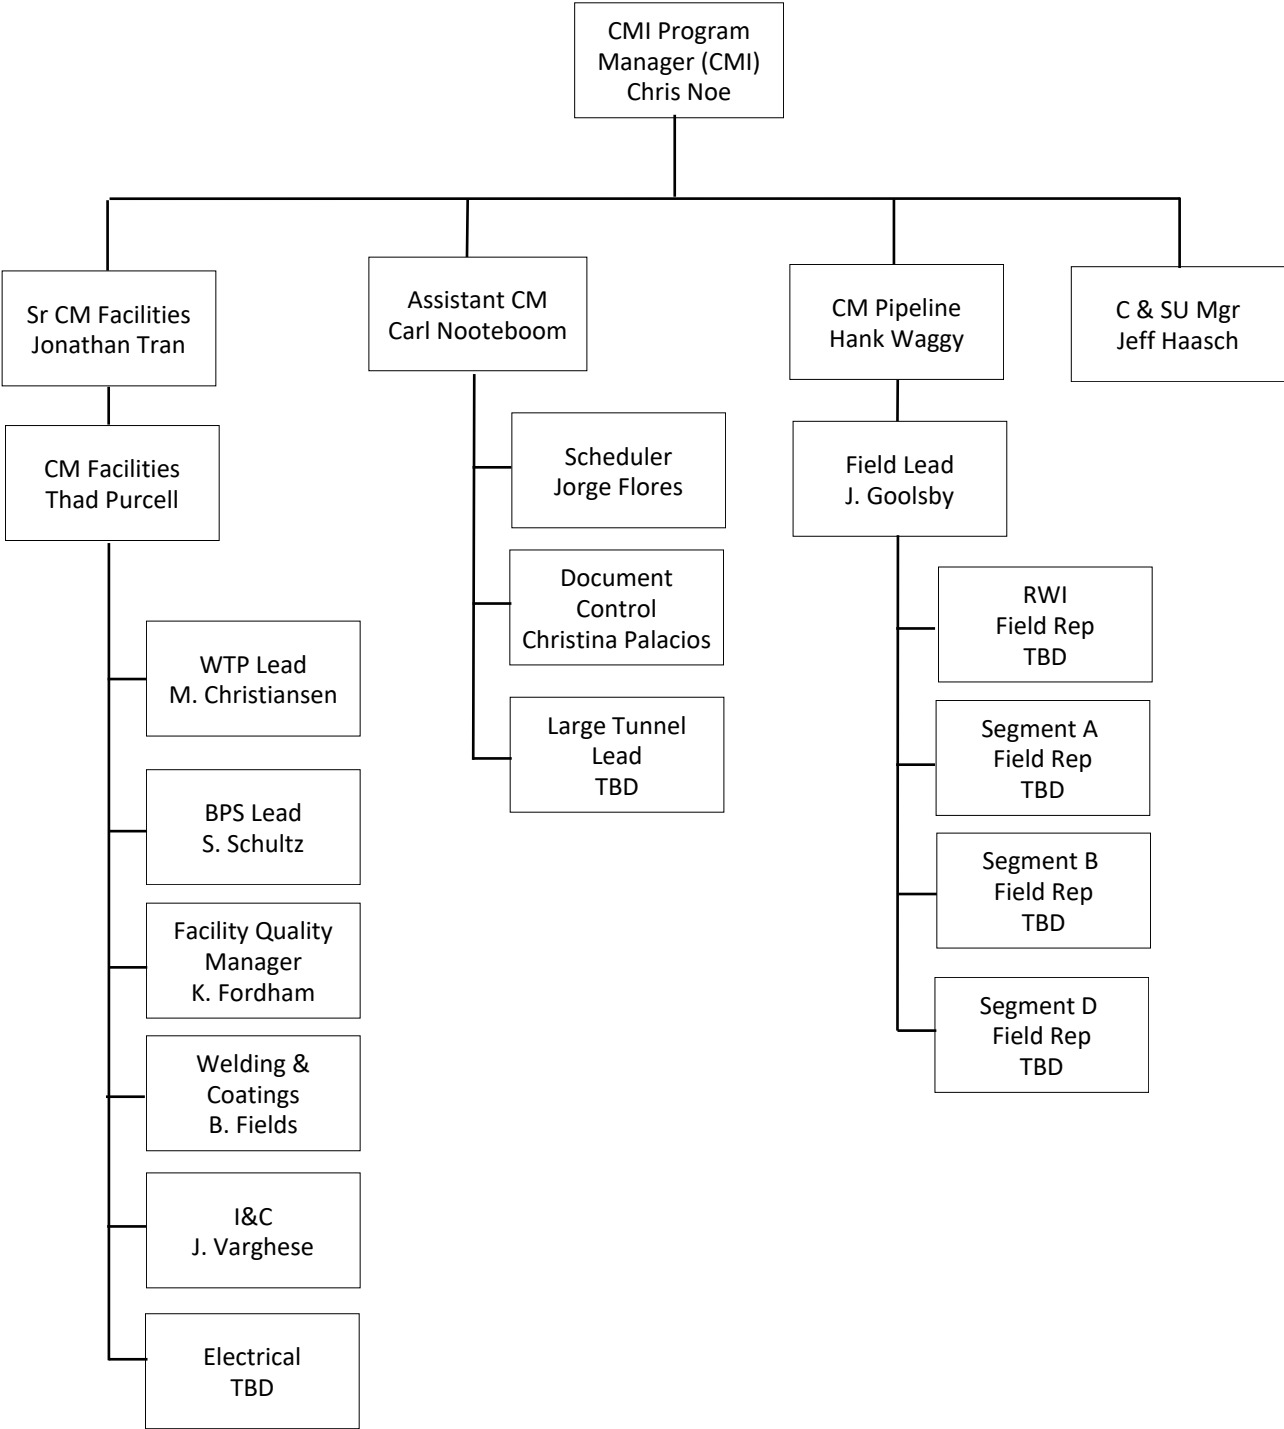 CMI Program
Manager (CMI)
Chris Noe
Sr CM Facilities
Jonathan Tran
Assistant CM
Carl Nooteboom
CM Pipeline
Hank Waggy
C & SU Mgr
Jeff Haasch
CM Facilities
Thad Purcell
WTP Lead
M. Christiansen
BPS Lead
S. Schultz
Facility Quality
Manager
K. Fordham
Welding &
Coatings
B. Fields
I&C
J. Varghese
Electrical
TBD
Scheduler
Jorge Flores
Document
Control
Christina Palacios
Large Tunnel
Lead
TBD
Field Lead
J. Goolsby
RWI
Field Rep
TBD
Segment A
Field Rep
TBD
Segment B
Field Rep
TBD
Segment D
Field Rep
TBD